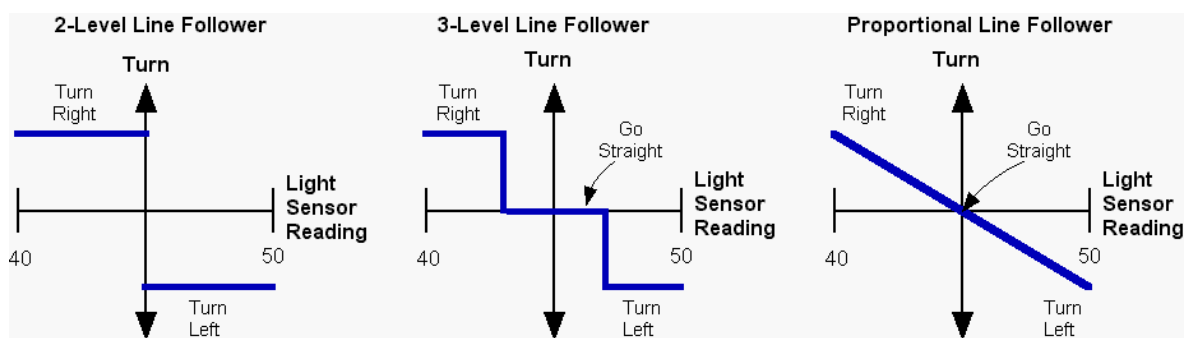 2-Level Line Follower
Turn
Turn
Right
Light
Sensor
Reading
40
50
Turn
Left
3-Level Line Follower
Turn
Turn
Right
Go
Straight
Light
Sensor
Reading
40
50
Turn
Left
Proportional Line Follower
Turn
Turn
Right
Go
Straight
Light
Sensor
Reading
40
50
Turn
Left